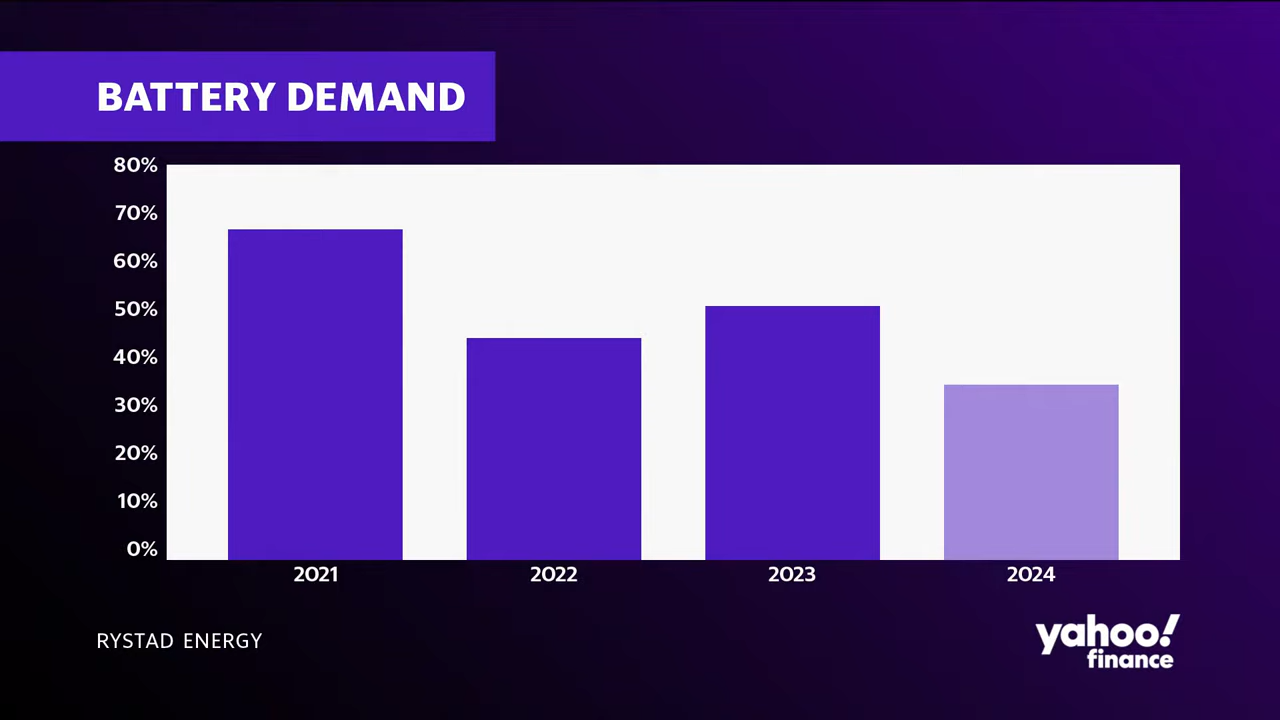 BATTERY DEMAND
80%
70%
60%
50%
40%
30%
20%
10%
0%
2021 2022 2023 2024
RYSTAD ENERGY
yahoo!
finance